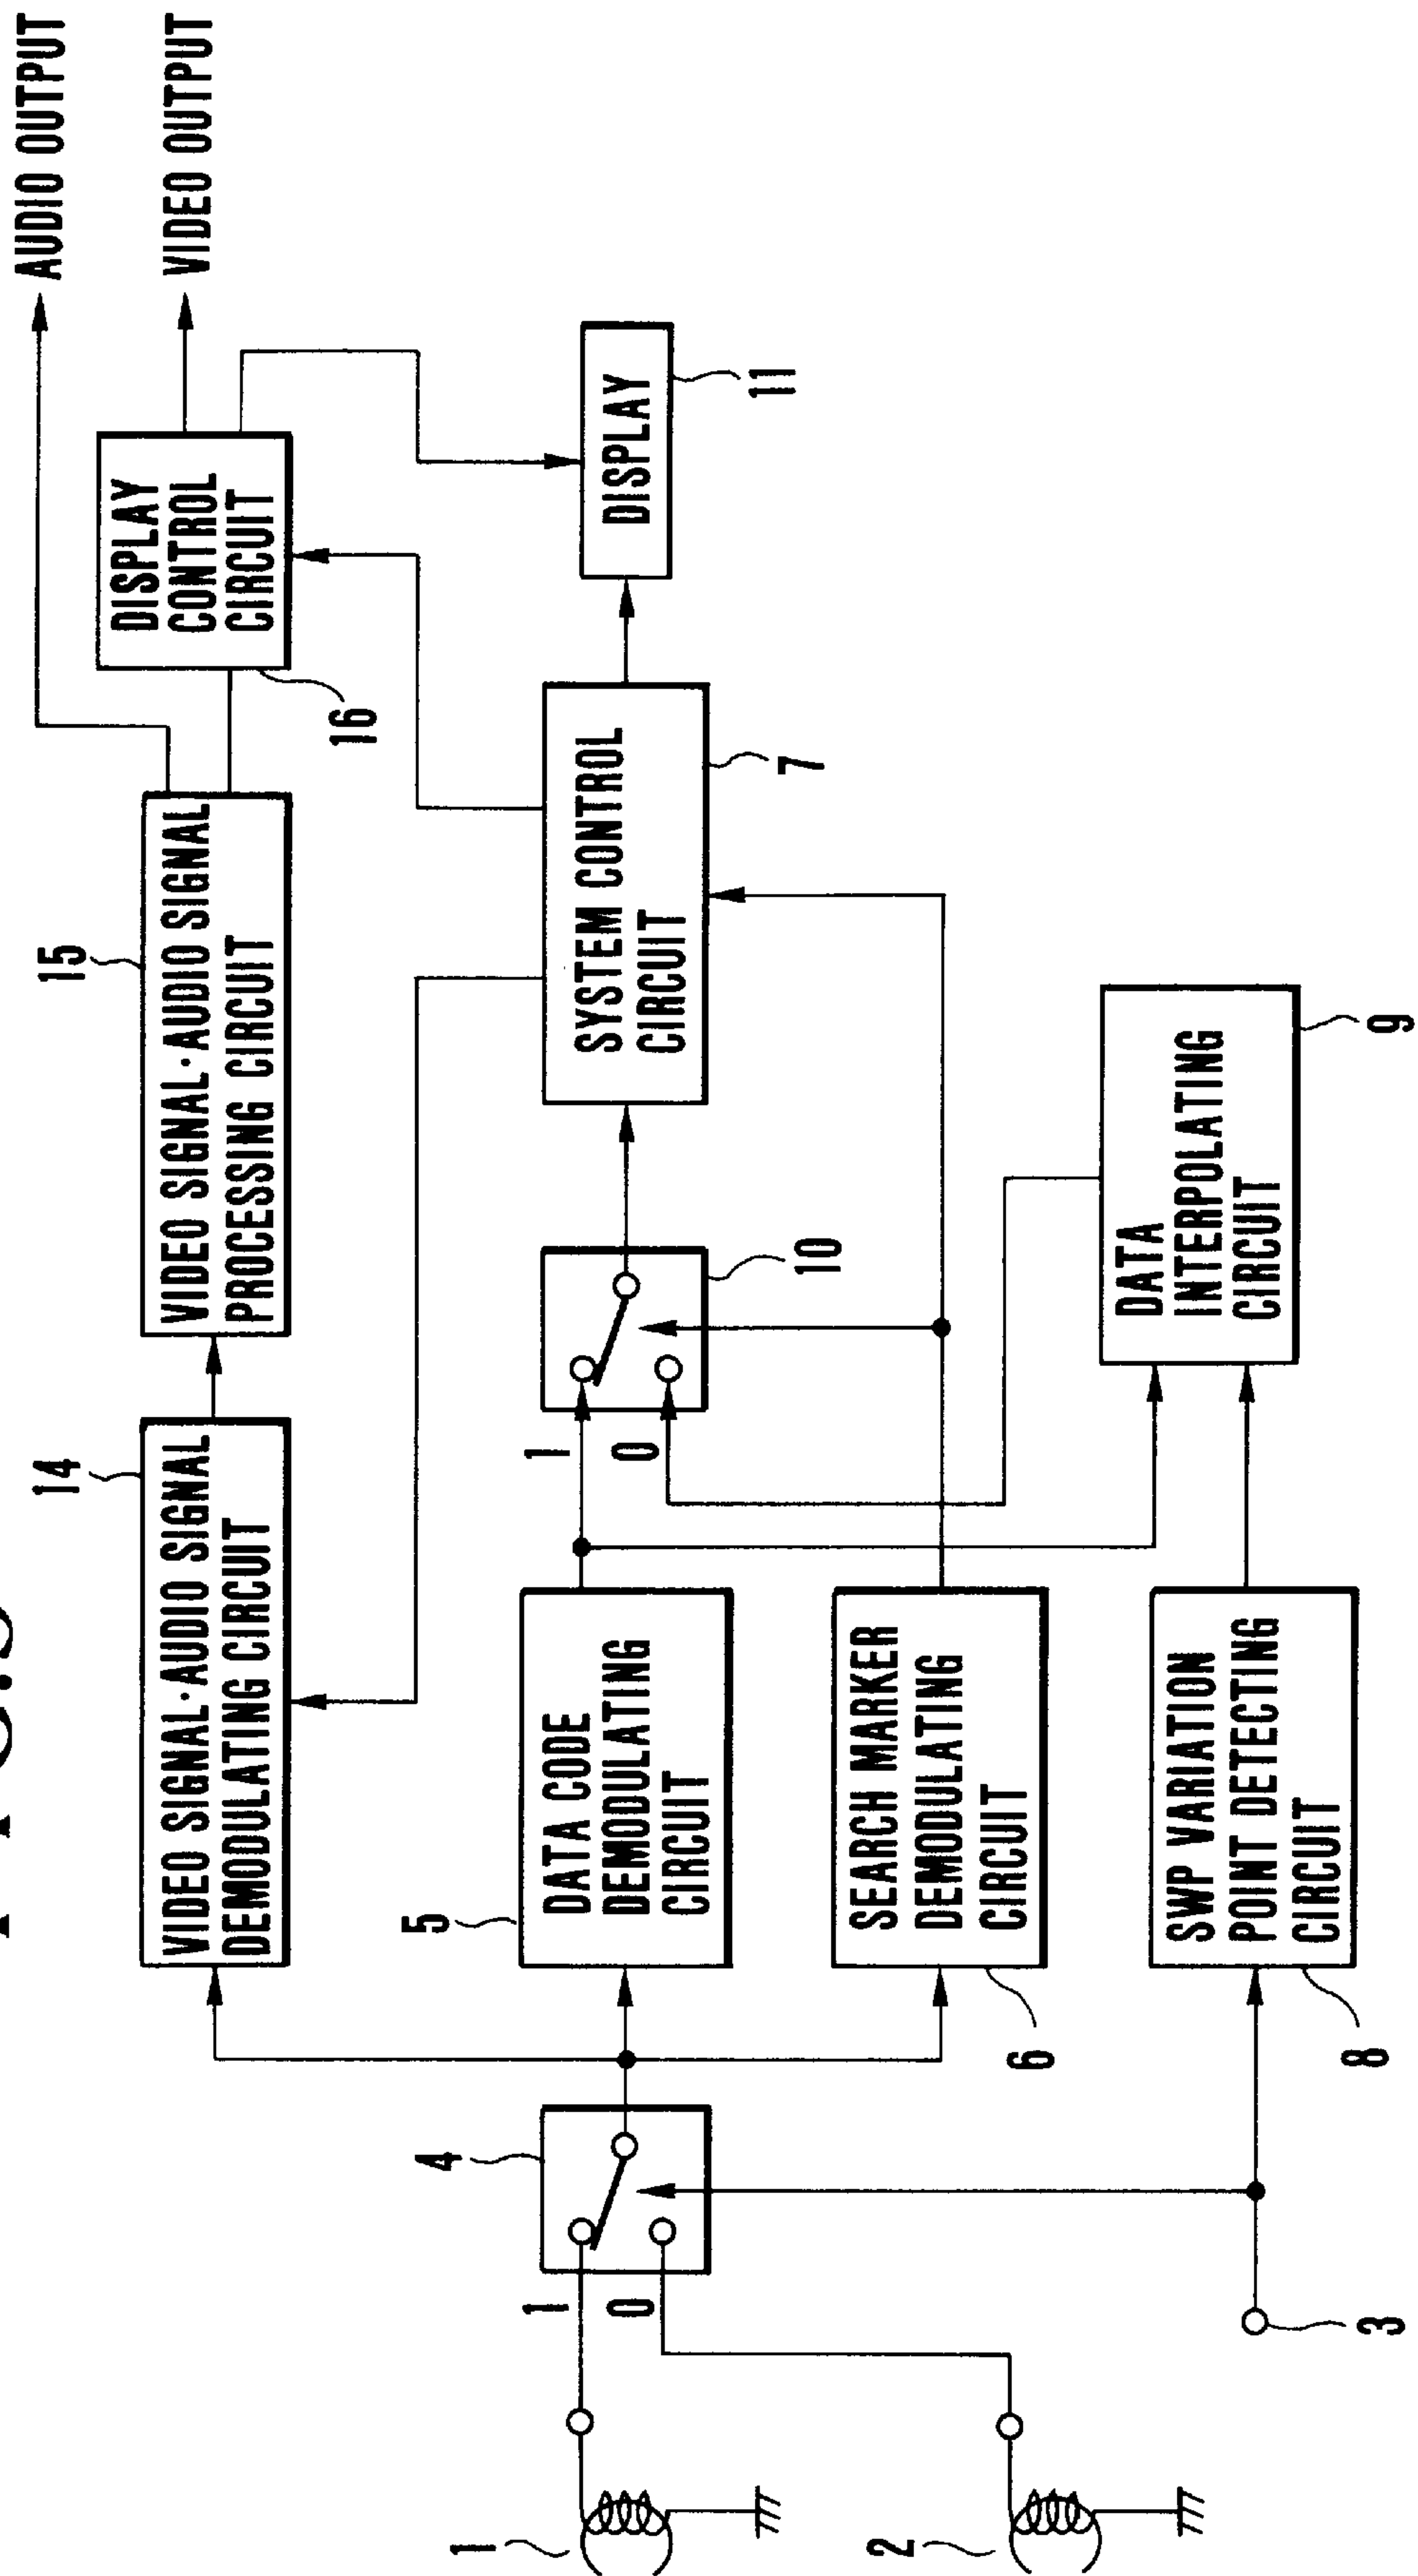 AUDIO OUTPUT
VIDEO OUTPUT
14
VIDEO SIGNAL·AUDIO SIGNAL
DEMODULATING CIRCUIT
15
VIDEO SIGNAL·AUDIO SIGNAL
PROCESSING CIRCUIT
DISPLAY
CONTROL
CIRCUIT
16
4
1
0
5
DATA CODE
DEMODULATING
CIRCUIT
1
0
10
SYSTEM CONTROL
CIRCUIT
7
DISPLAY
11
1
2
SEARCH MARKER
DEMODULATING
CIRCUIT
6
3
SWP VARIATION
POINT DETECTING
CIRCUIT
8
DATA
INTERPOLATING
CIRCUIT
9